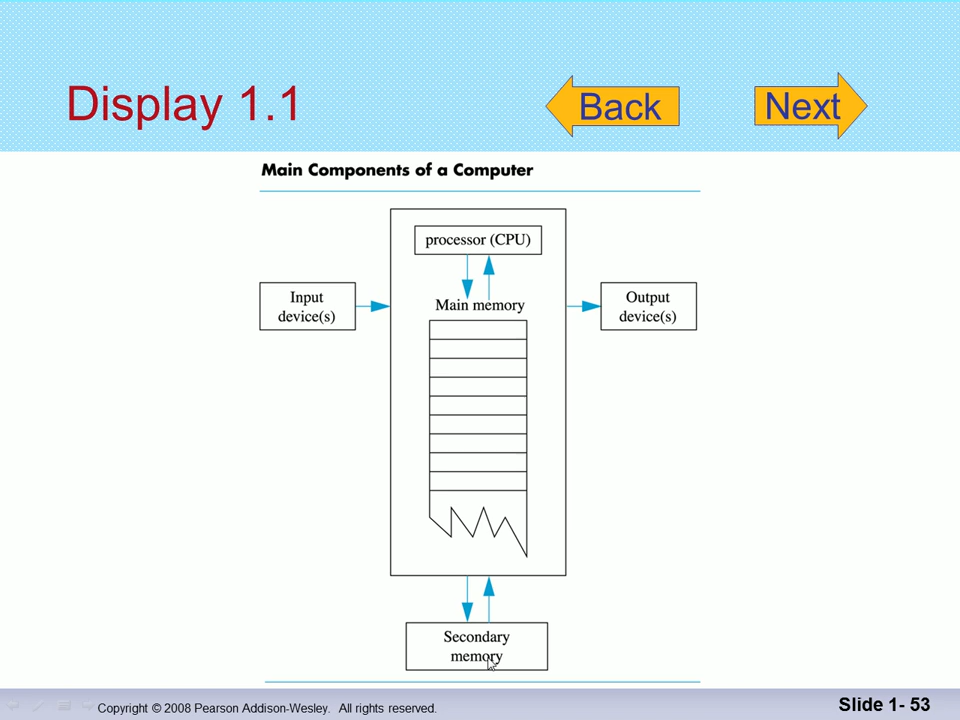 Display 1.1
Back
Next
Main Components of a Computer
processor (CPU)
Main memory
Input
device(s)
Output
device(s)
Secondary
memory
Copyright © 2008 Pearson Addison-Wesley. All rights reserved.
Slide 1- 53